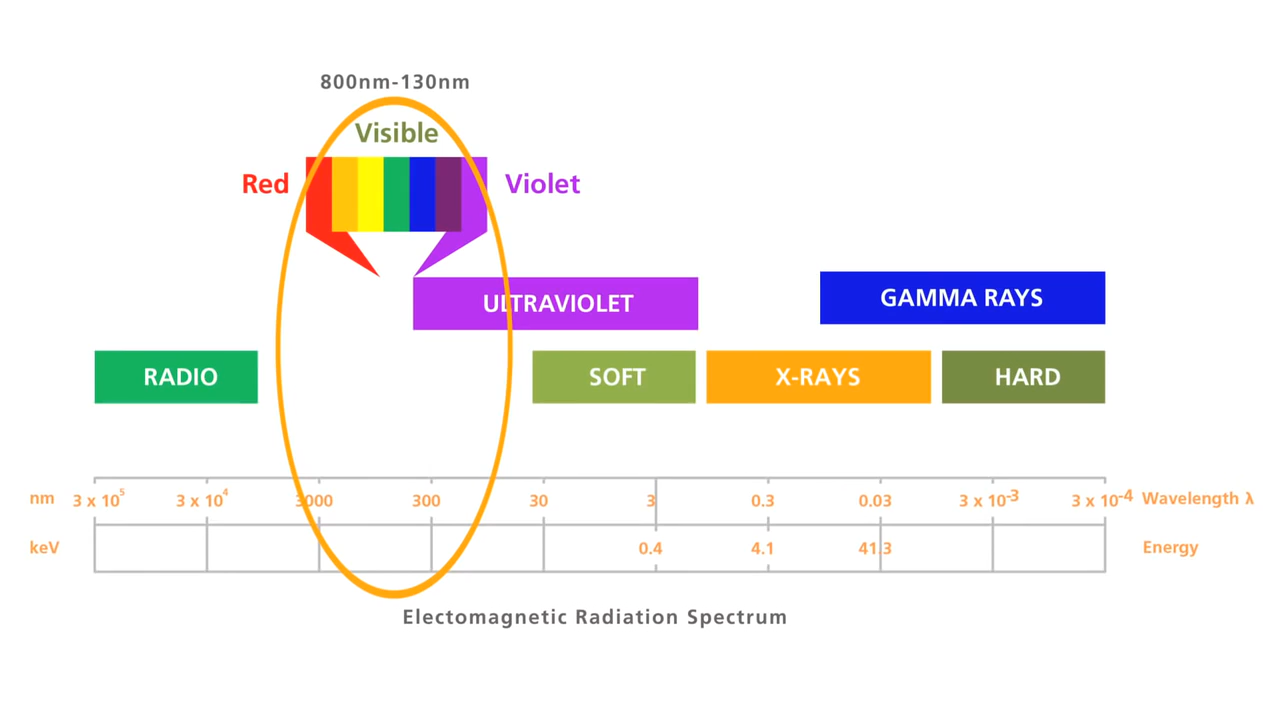 800nm-130nm
Visible
Red
Violet
ULTRAVIOLET
GAMMA RAYS
RADIO
SOFT
X-RAYS
HARD
nm 3 x 10⁵ 3 x 10⁴ 3000 300 30 3 0.3 0.03 3 x 10⁻³ 3 x 10⁻⁴ Wavelength λ
keV 0.4 4.1 41.3 Energy
Electomagnetic Radiation Spectrum